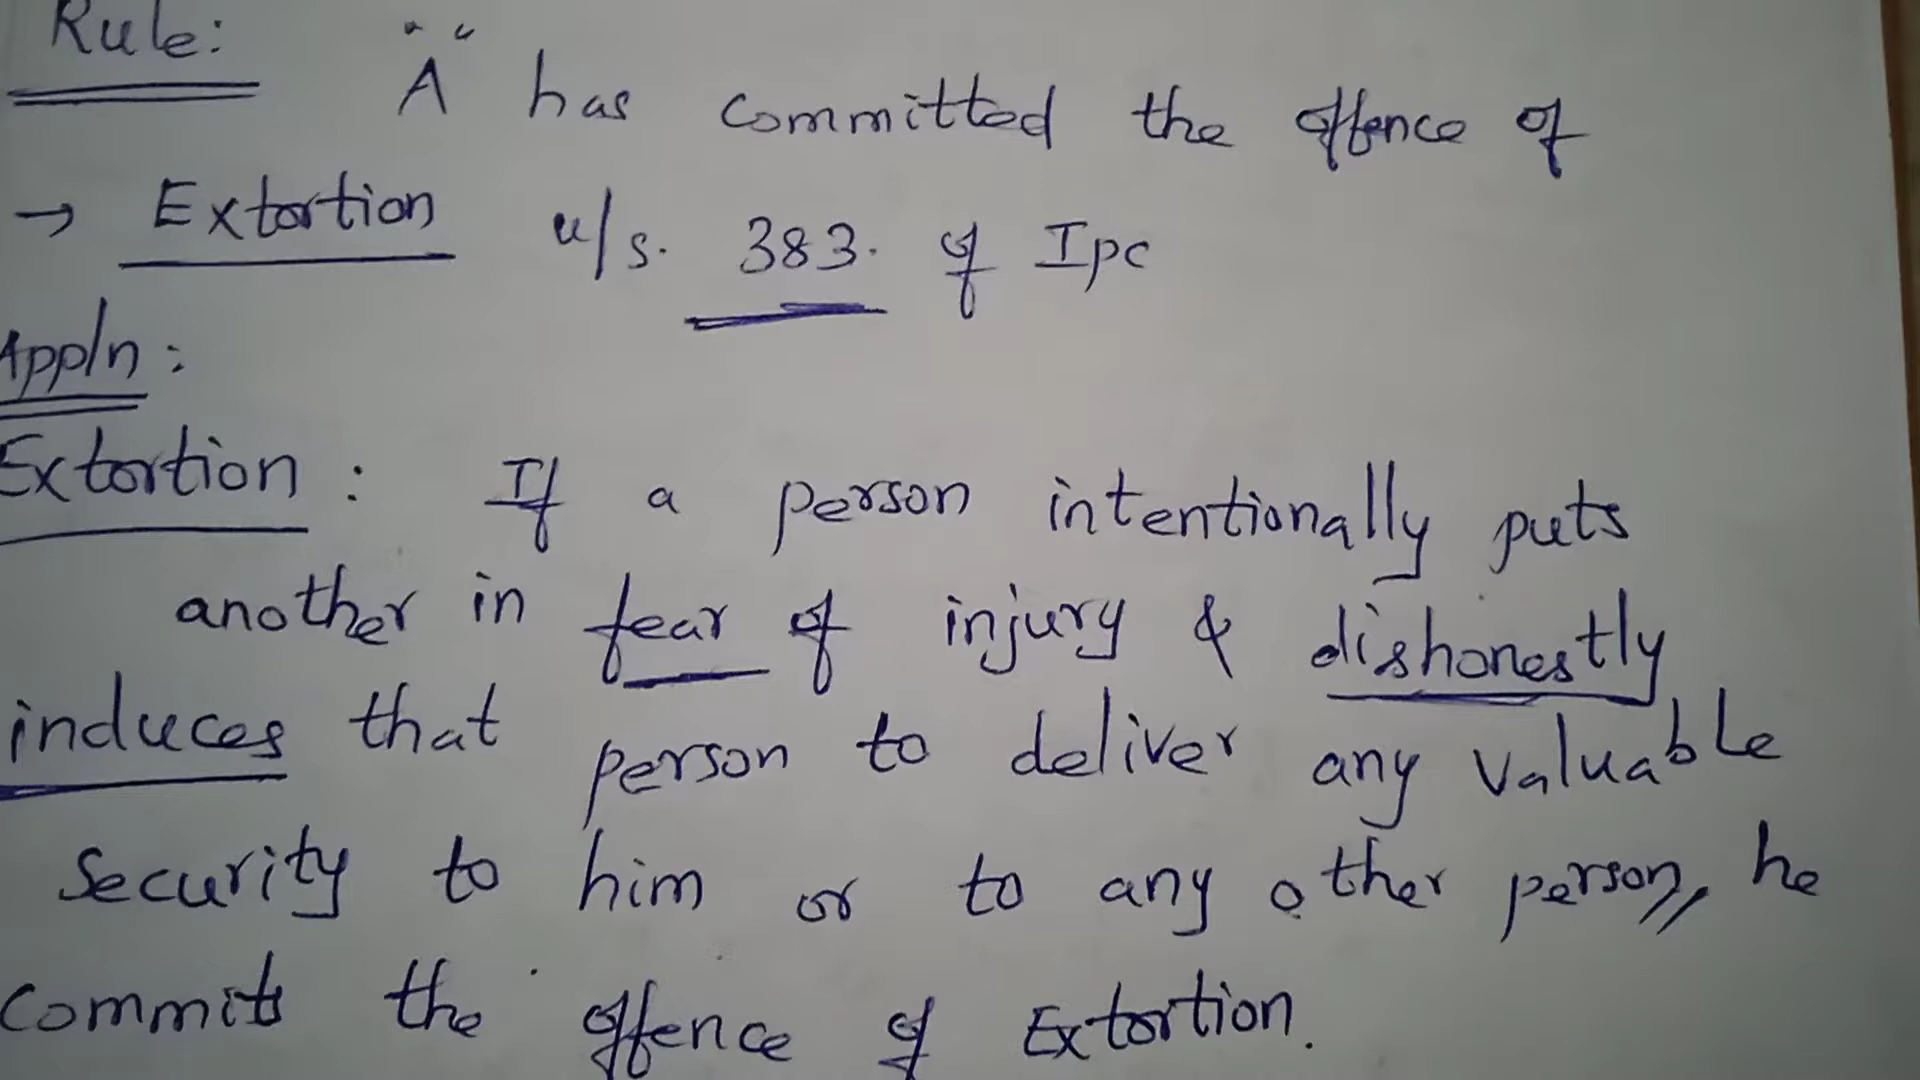 Rule: "A" has committed the offence of
→ Extortion u/s. 383. of Ipc
Appln:
Extortion: If a person intentionally puts
another in fear of injury & dishonestly
induces that person to deliver any valuable
Security to him or to any other person, he
commits the offence of Extortion.